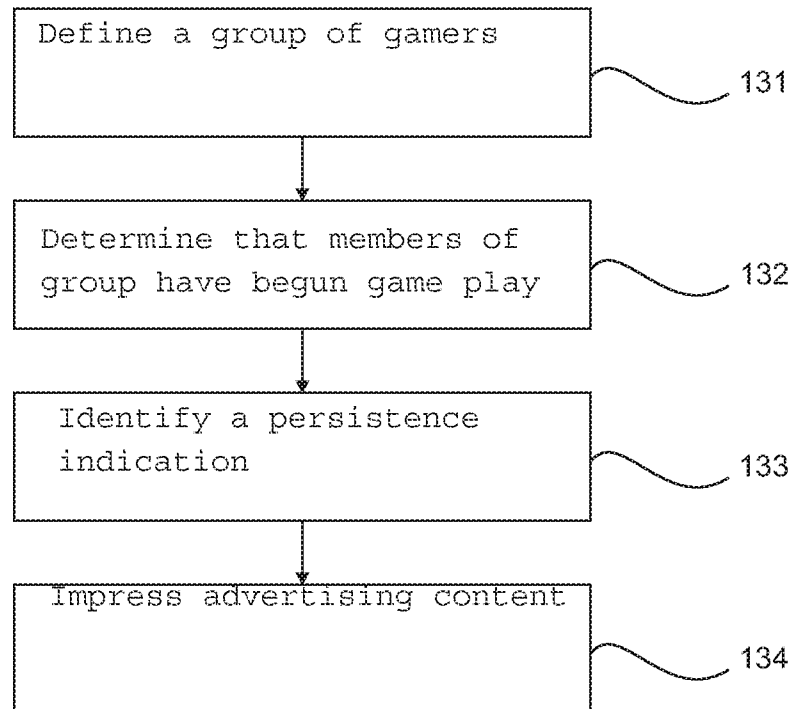 Define a group of gamers
131
Determine that members of
group have begun game play
132
Identify a persistence
indication
133
Impress advertising content
134